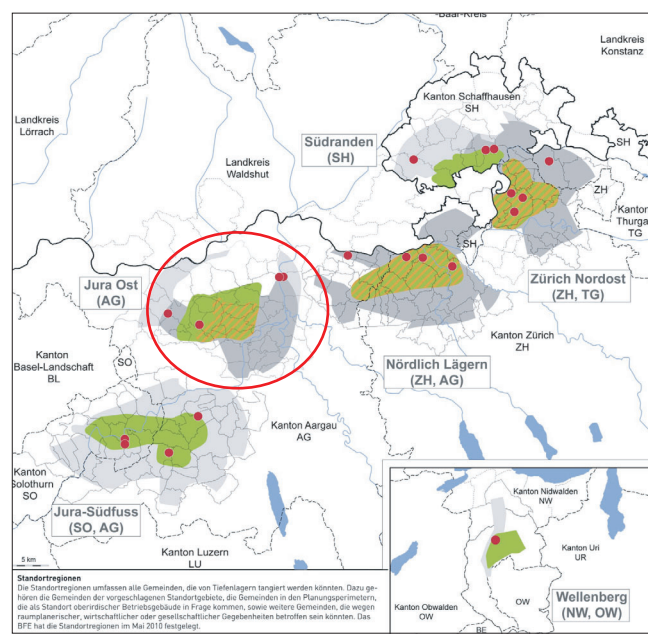 Baar-Kreis
Landkreis
Konstanz
Kanton Schaffhausen
SH
Landkreis
Lörrach
Südranden
(SH)
SH
Landkreis
Waldshut
ZH
Kanton
Thurgau
TG
SH
Jura Ost
(AG)
Zürich Nordost
(ZH, TG)
Kanton Zürich
ZH
Kanton
Basel-Landschaft
BL
SO
Nördlich Lägern
(ZH, AG)
Kanton Aargau
AG
Kanton
Solothurn
SO
Jura-Südfuss
(SO, AG)
Kanton Luzern
LU
5 km
Kanton Nidwalden
NW
Kanton Uri
UR
Kanton Obwalden
OW
OW
Wellenberg
(NW, OW)
BE
Standortregionen
Die Standortregionen umfassen alle Gemeinden, die von Tiefenlagern tangiert werden könnten. Dazu ge-
hören die Gemeinden der vorgeschlagenen Standortgebiete, die Gemeinden in den Planungsperimetern,
die als Standort oberirdischer Betriebsgebäude in Frage kommen, sowie weitere Gemeinden, die wegen
raumplanerischer, wirtschaftlicher oder gesellschaftlicher Gegebenheiten betroffen sein könnten. Das
BFE hat die Standortregionen im Mai 2010 festgelegt.